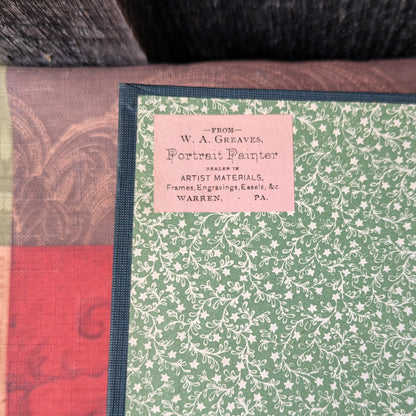 —FROM—
W. A. GREAVES,
Portrait Painter
DEALER IN
ARTIST MATERIALS,
Frames, Engravings, Easels, &c
WARREN, - PA.